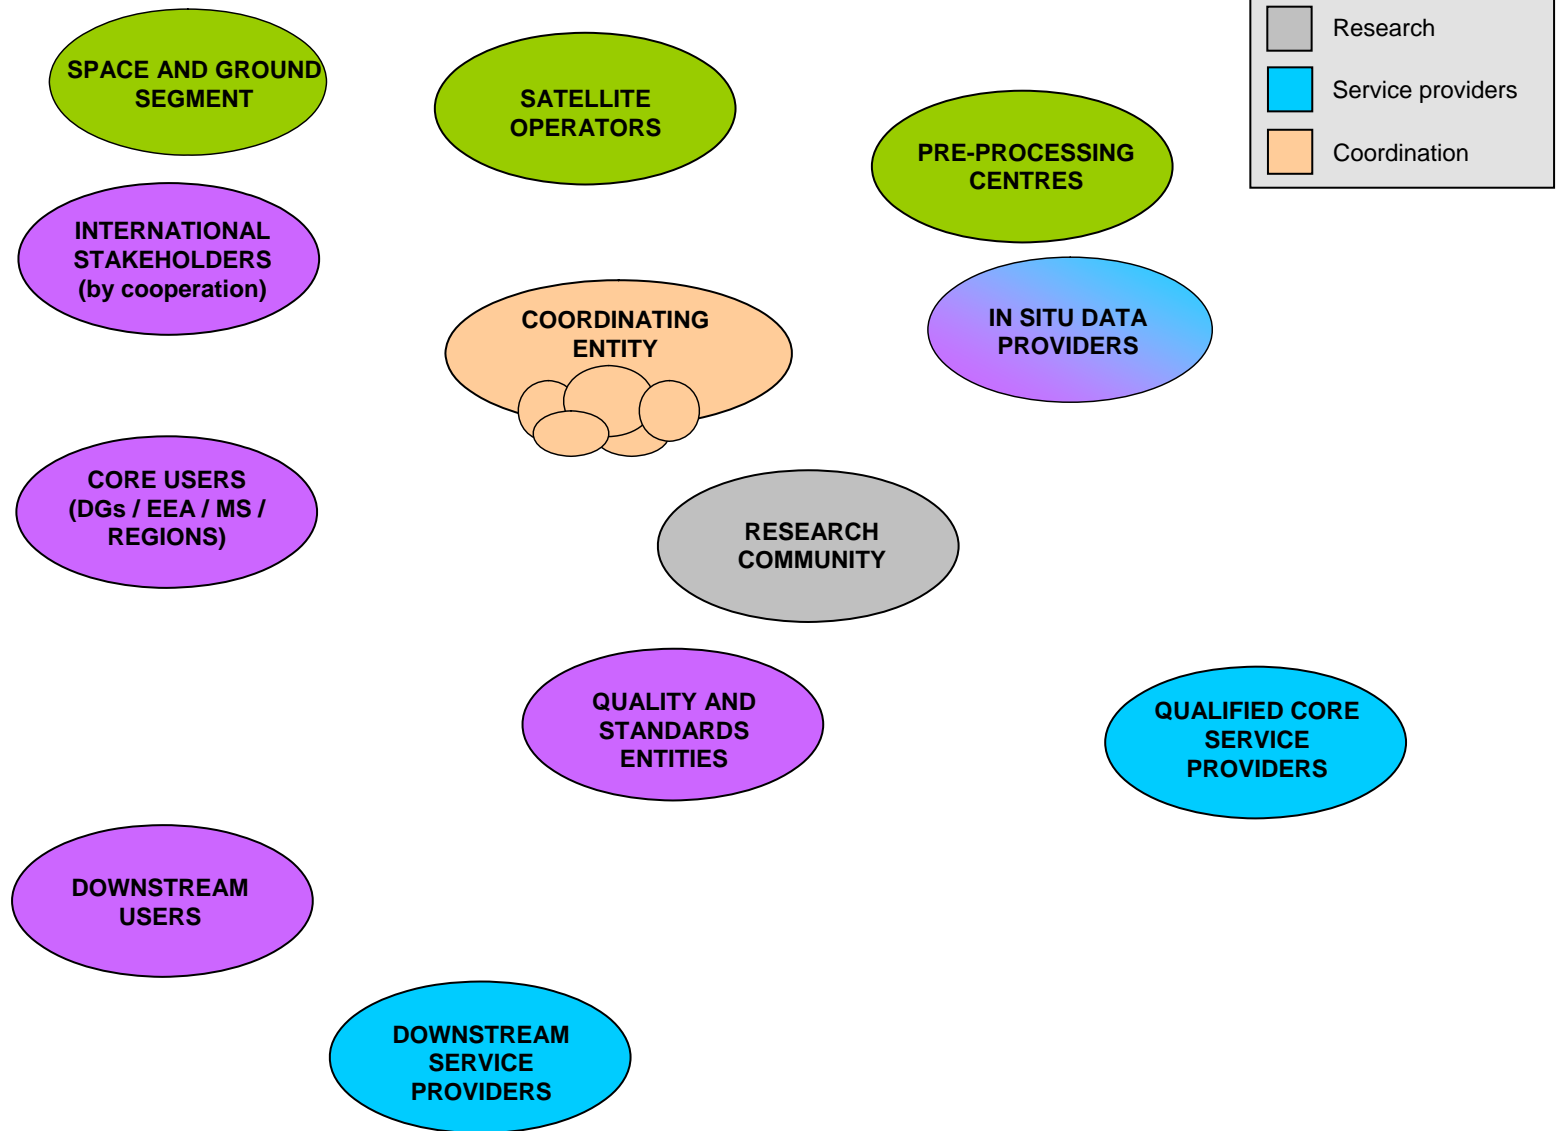 Research
Service providers
Coordination
SPACE AND GROUND
SEGMENT
SATELLITE
OPERATORS
PRE-PROCESSING
CENTRES
INTERNATIONAL
STAKEHOLDERS
(by cooperation)
COORDINATING
ENTITY
IN SITU DATA
PROVIDERS
CORE USERS
(DGs / EEA / MS /
REGIONS)
RESEARCH
COMMUNITY
QUALITY AND
STANDARDS
ENTITIES
QUALIFIED CORE
SERVICE
PROVIDERS
DOWNSTREAM
USERS
DOWNSTREAM
SERVICE
PROVIDERS